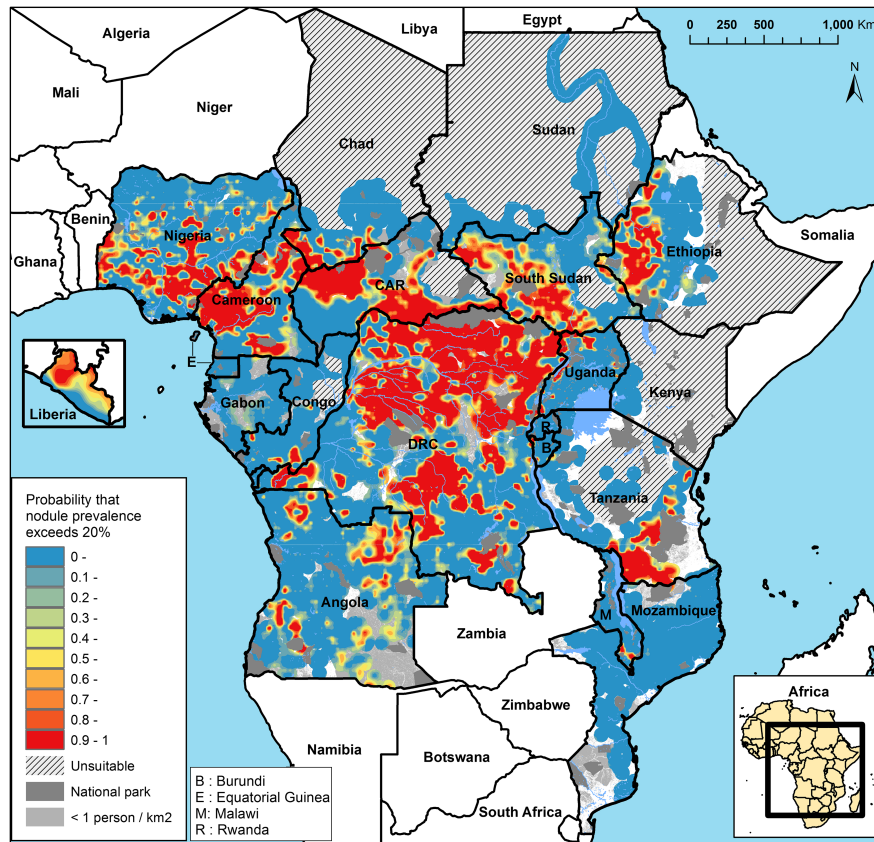 Algeria
Libya
Egypt
0 250 500 1,000 Km
Mali
Niger
N
Chad
Sudan
Benin
Nigeria
Ghana
Ethiopia
Somalia
South Sudan
CAR
Cameroon
E
Uganda
Kenya
Gabon
Congo
Liberia
R
DRC
B
Tanzania
Probability that
nodule prevalence
exceeds 20%
0 -
0.1 -
0.2 -
0.3 -
0.4 -
0.5 -
0.6 -
0.7 -
0.8 -
0.9 - 1
Unsuitable
National park
< 1 person / km2
Angola
M
Mozambique
Zambia
Zimbabwe
Namibia
Botswana
South Africa
B : Burundi
E : Equatorial Guinea
M: Malawi
R : Rwanda
Africa